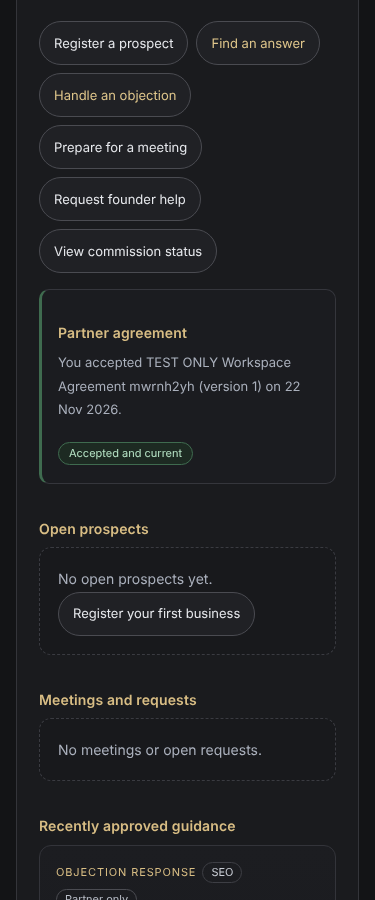 Register a prospect
Find an answer
Handle an objection
Prepare for a meeting
Request founder help
View commission status
Partner agreement
You accepted TEST ONLY Workspace
Agreement mwrnh2yh (version 1) on 22
Nov 2026.
Accepted and current
Open prospects
No open prospects yet.
Register your first business
Meetings and requests
No meetings or open requests.
Recently approved guidance
OBJECTION RESPONSE SEO
Partner only